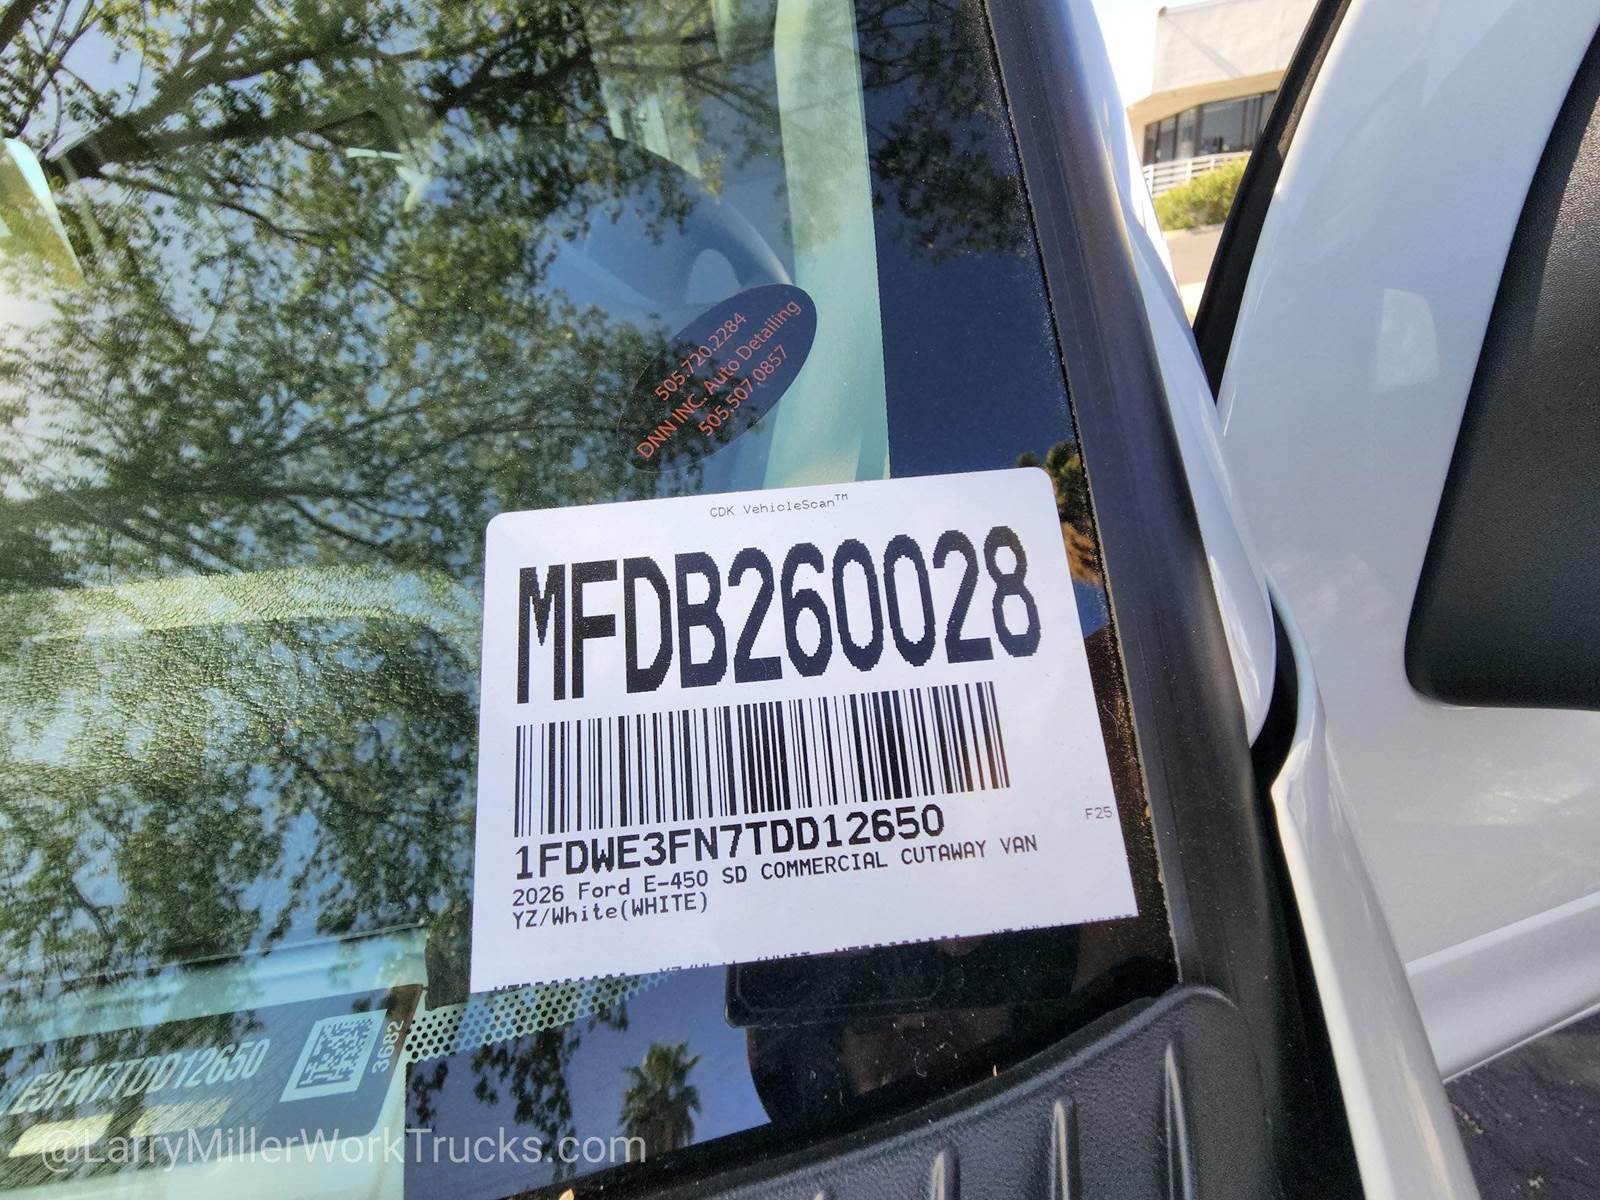 505.720.2284
DNN INC. Auto Detailing
505.507.0857
CDK VehicleScan™
MFDB260028
1FDWE3FN7TDD12650
F25
2026 Ford E-450 SD COMMERCIAL CUTAWAY VAN
YZ/White(WHITE)
E3FN7TDD12650
3682
@LarryMillerWorkTrucks.com